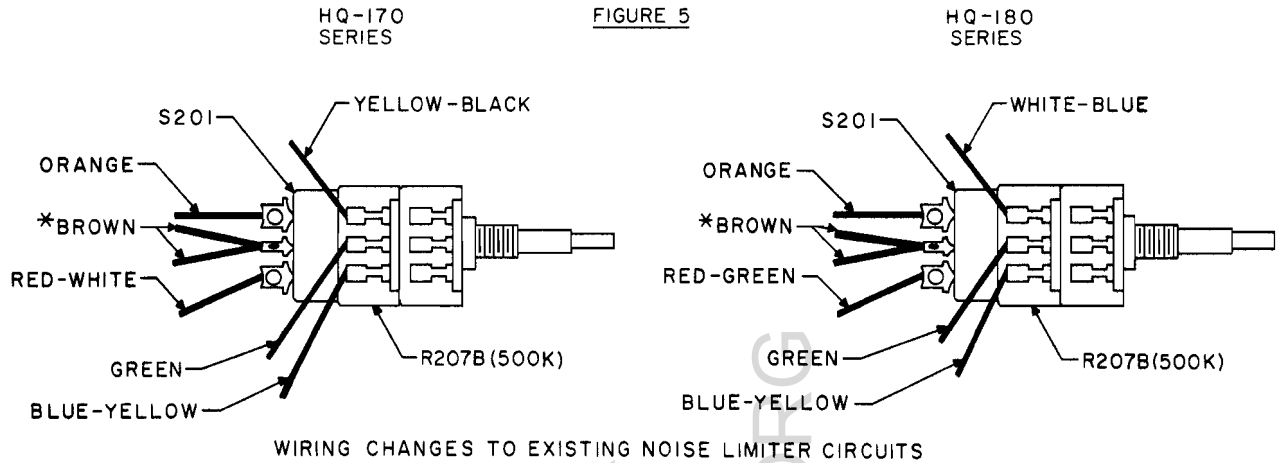 FIGURE 5
HQ-170
SERIES
YELLOW-BLACK
S201
ORANGE
*BROWN
RED-WHITE
GREEN
R207B(500K)
BLUE-YELLOW
HQ-180
SERIES
WHITE-BLUE
S201
ORANGE
*BROWN
RED-GREEN
GREEN
R207B(500K)
BLUE-YELLOW
WIRING CHANGES TO EXISTING NOISE LIMITER CIRCUITS
ORG